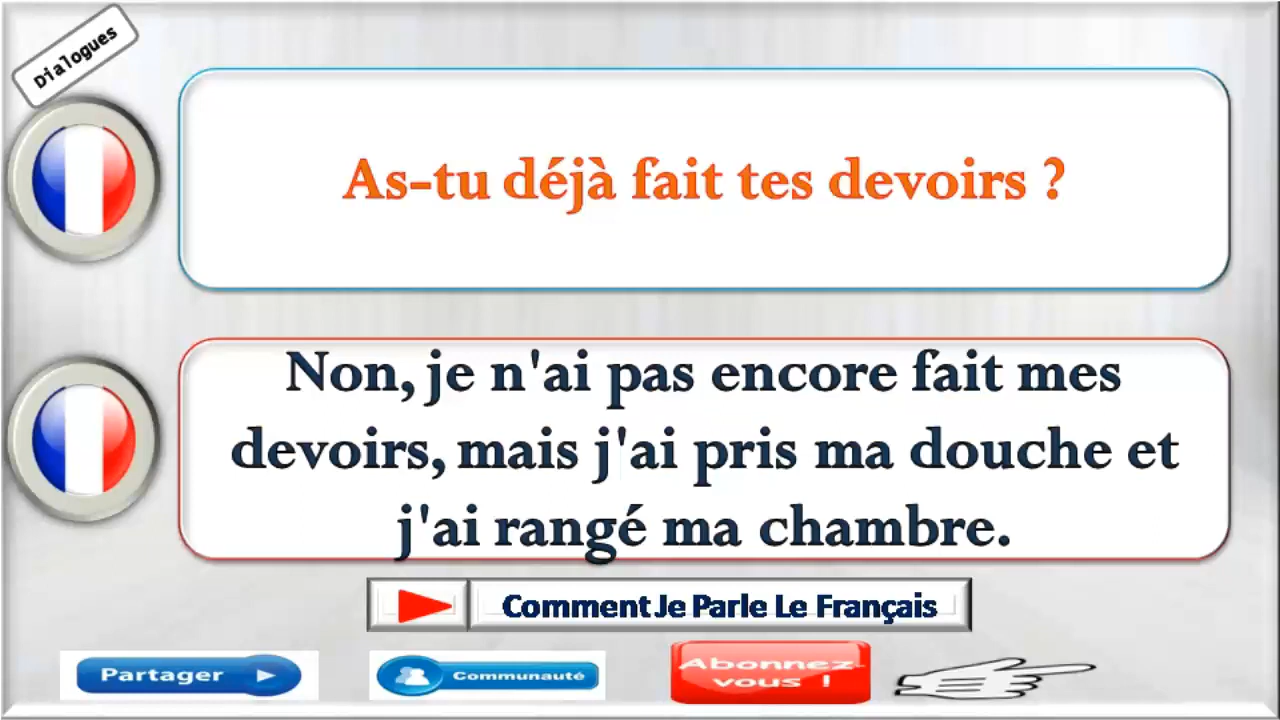 Dialogues
As-tu déjà fait tes devoirs ?
Non, je n'ai pas encore fait mes
devoirs, mais j'ai pris ma douche et
j'ai rangé ma chambre.
Comment Je Parle Le Français
Partager
Communauté
Abonnez-
vous !